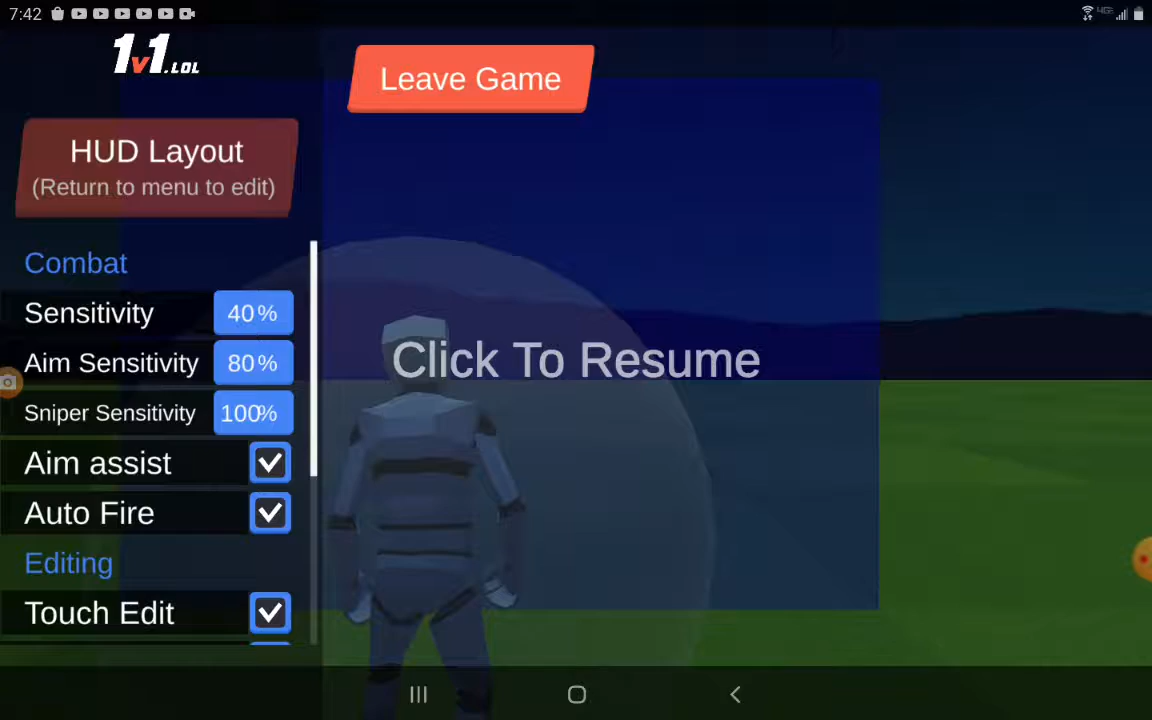 7:42
1v1.LOL
Leave Game
HUD Layout
(Return to menu to edit)
Combat
Sensitivity 40%
Aim Sensitivity 80%
Sniper Sensitivity 100%
Aim assist
Auto Fire
Editing
Touch Edit
Click To Resume